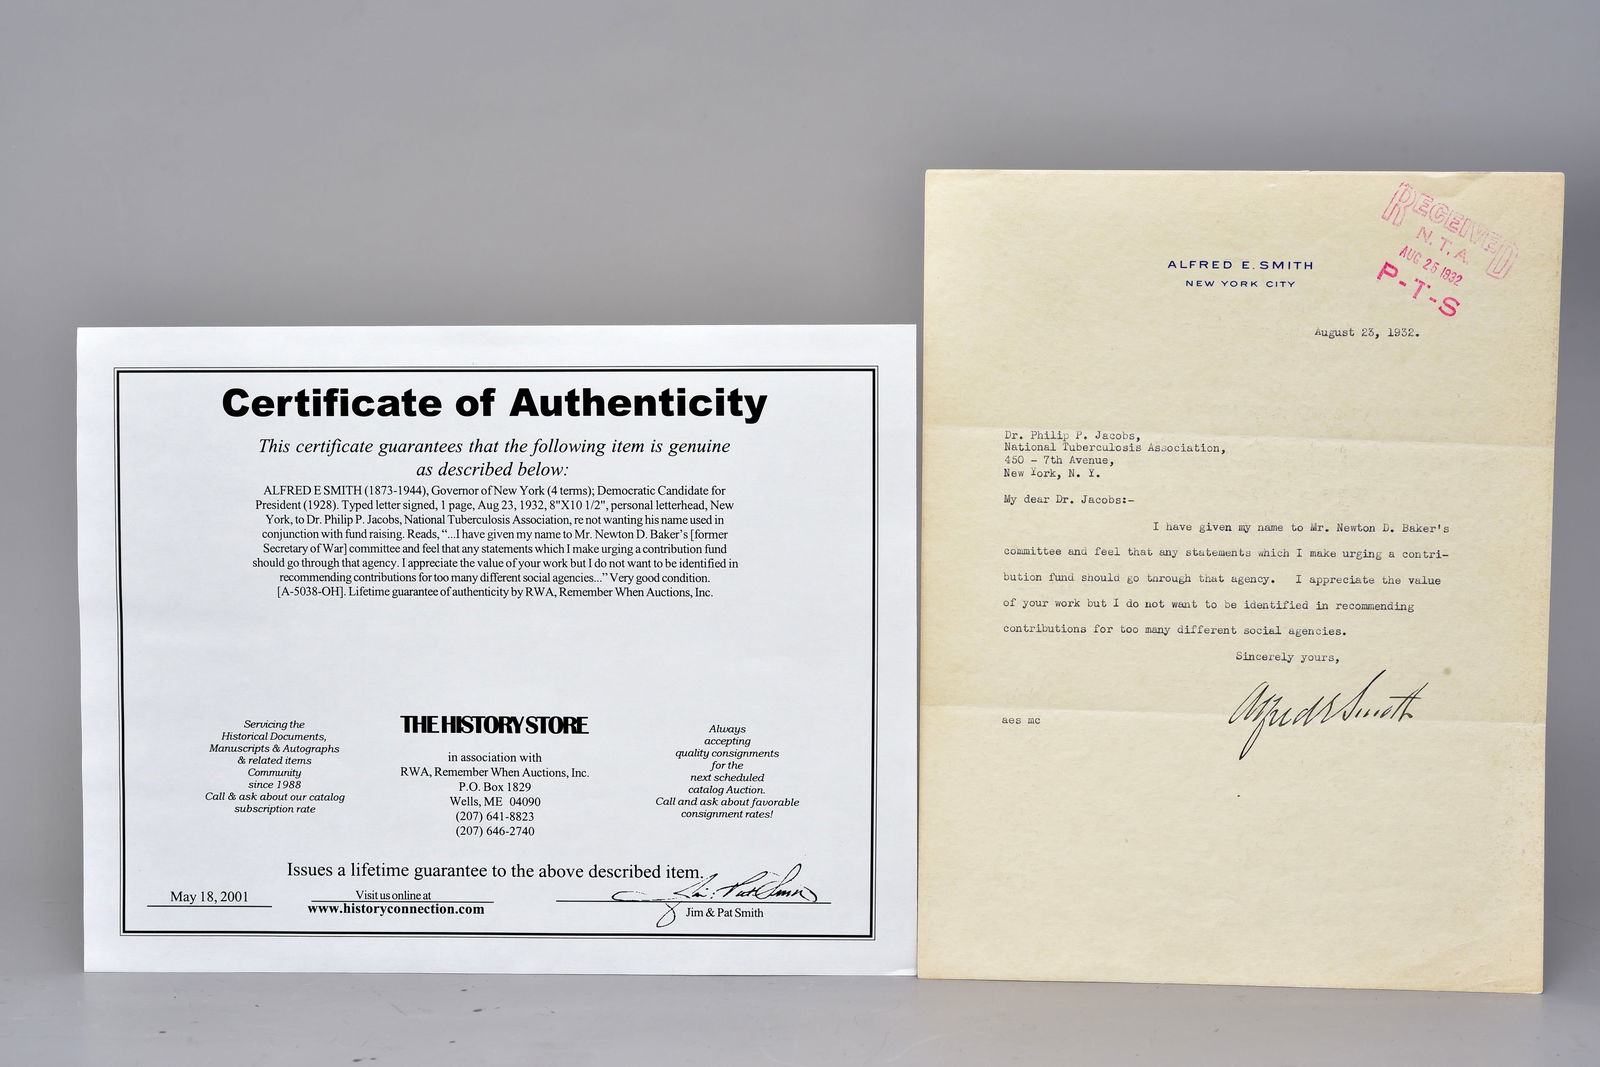 Certificate of Authenticity
This certificate guarantees that the following item is genuine
as described below:
ALFRED E SMITH (1873-1944), Governor of New York (4 terms); Democratic Candidate for
President (1928). Typed letter signed, 1 page, Aug 23, 1932, 8"X10 1/2", personal letterhead, New
York, to Dr. Philip P. Jacobs, National Tuberculosis Association, re not wanting his name used in
conjunction with fund raising. Reads, "...I have given my name to Mr. Newton D. Baker's [former
Secretary of War] committee and feel that any statements which I make urging a contribution fund
should go through that agency. I appreciate the value of your work but I do not want to be identified in
recommending contributions for too many different social agencies..." Very good condition.
[A-5038-OH]. Lifetime guarantee of authenticity by RWA, Remember When Auctions, Inc.
Servicing the
Historical Documents,
Manuscripts & Autographs
& related items
Community
since 1988
Call & ask about our catalog
subscription rate
THE HISTORY STORE
in association with
RWA, Remember When Auctions, Inc.
P.O. Box 1829
Wells, ME 04090
(207) 641-8823
(207) 646-2740
Always
accepting
quality consignments
for the
next scheduled
catalog Auction.
Call and ask about favorable
consignment rates!
Issues a lifetime guarantee to the above described item.
May 18, 2001
Visit us online at
www.historyconnection.com
Jim & Pat Smith
Jim & Pat Smith
RECEIVED
N. T. A.
AUG 25 1932
P-T-S
ALFRED E. SMITH
NEW YORK CITY
August 23, 1932.
Dr. Philip P. Jacobs,
National Tuberculosis Association,
450 - 7th Avenue,
New York, N. Y.
My dear Dr. Jacobs:-
I have given my name to Mr. Newton D. Baker's
committee and feel that any statements which I make urging a contri-
bution fund should go through that agency. I appreciate the value
of your work but I do not want to be identified in recommending
contributions for too many different social agencies.
Sincerely yours,
Alfred E Smith
aes mc